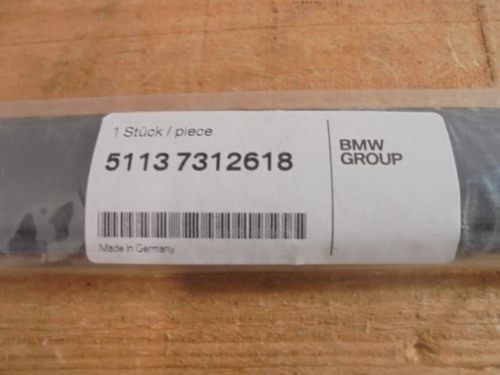 1 Stück / piece
51137312618
BMW
GROUP
Made in Germany